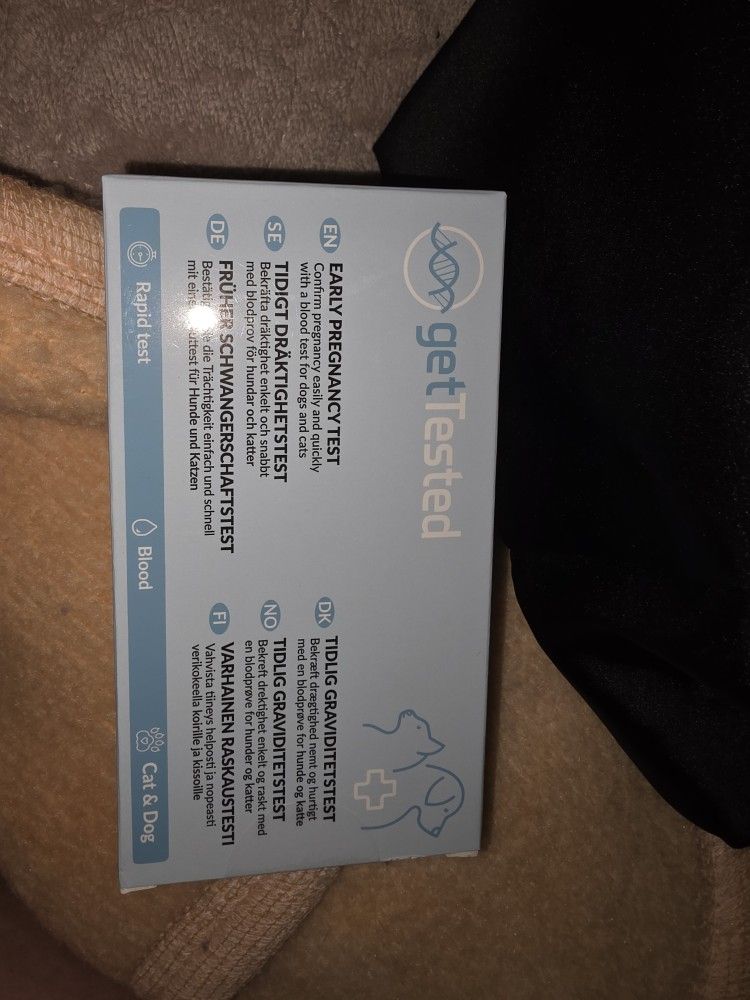 getTested
EN
EARLY PREGNANCY TEST
Confirm pregnancy easily and quickly
with a blood test for dogs and cats
SE
TIDIGT DRÄKTIGHETSTEST
Bekräfta dräktighet enkelt och snabbt
med blodprov för hundar och katter
DE
FRÜHER SCHWANGERSCHAFTSTEST
die Trächtigkeit einfach und schnell
mit für Hunde und Katzen
DK
TIDLIG GRAVIDITETSTEST
Bekræft drægtighed nemt og hurtigt
med en blodprøve for hunde og katte
NO
TIDLIG GRAVIDITETSTEST
Bekreft drektighet enkelt og raskt med
en blodprøve for hunder og katter
FI
VARHAINEN RASKAUSTESTI
Vahvista tiineys helposti ja nopeasti
verikokeella koirille ja kissoille
Rapid test
Blood
Cat & Dog